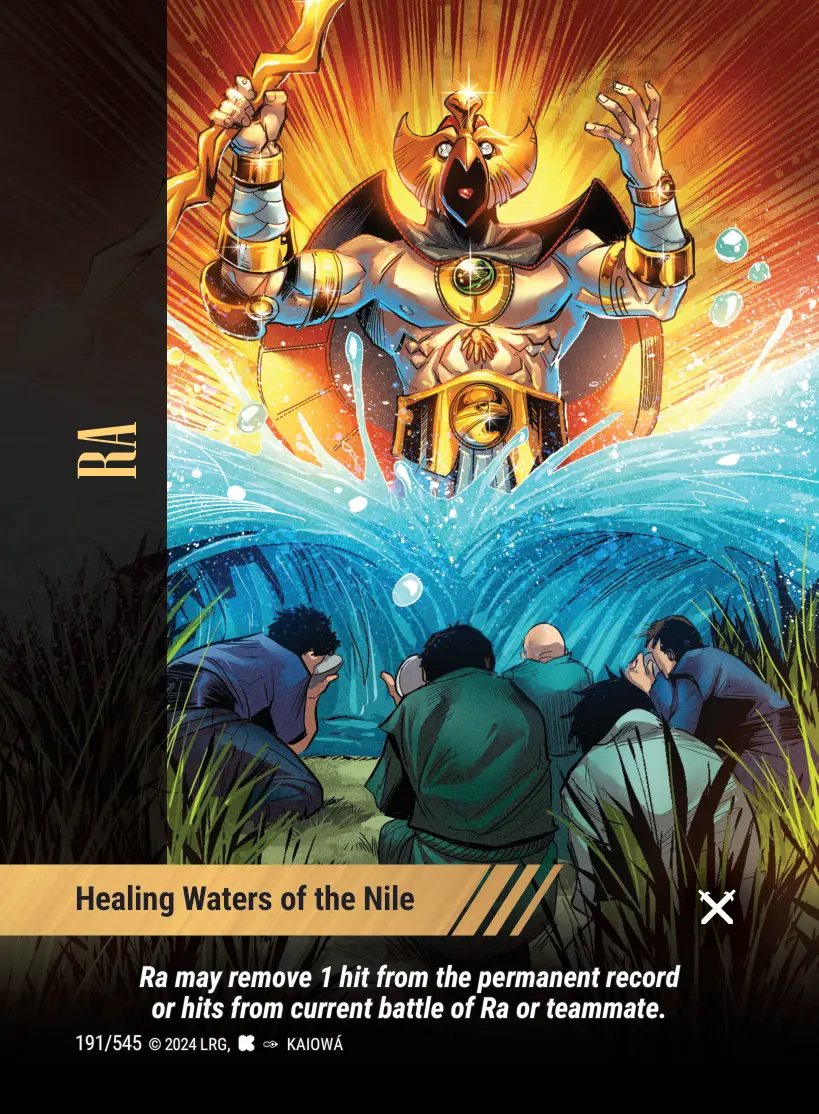 RA
Healing Waters of the Nile
Ra may remove 1 hit from the permanent record
or hits from current battle of Ra or teammate.
191/545 © 2024 LRG, KAIOWÁ